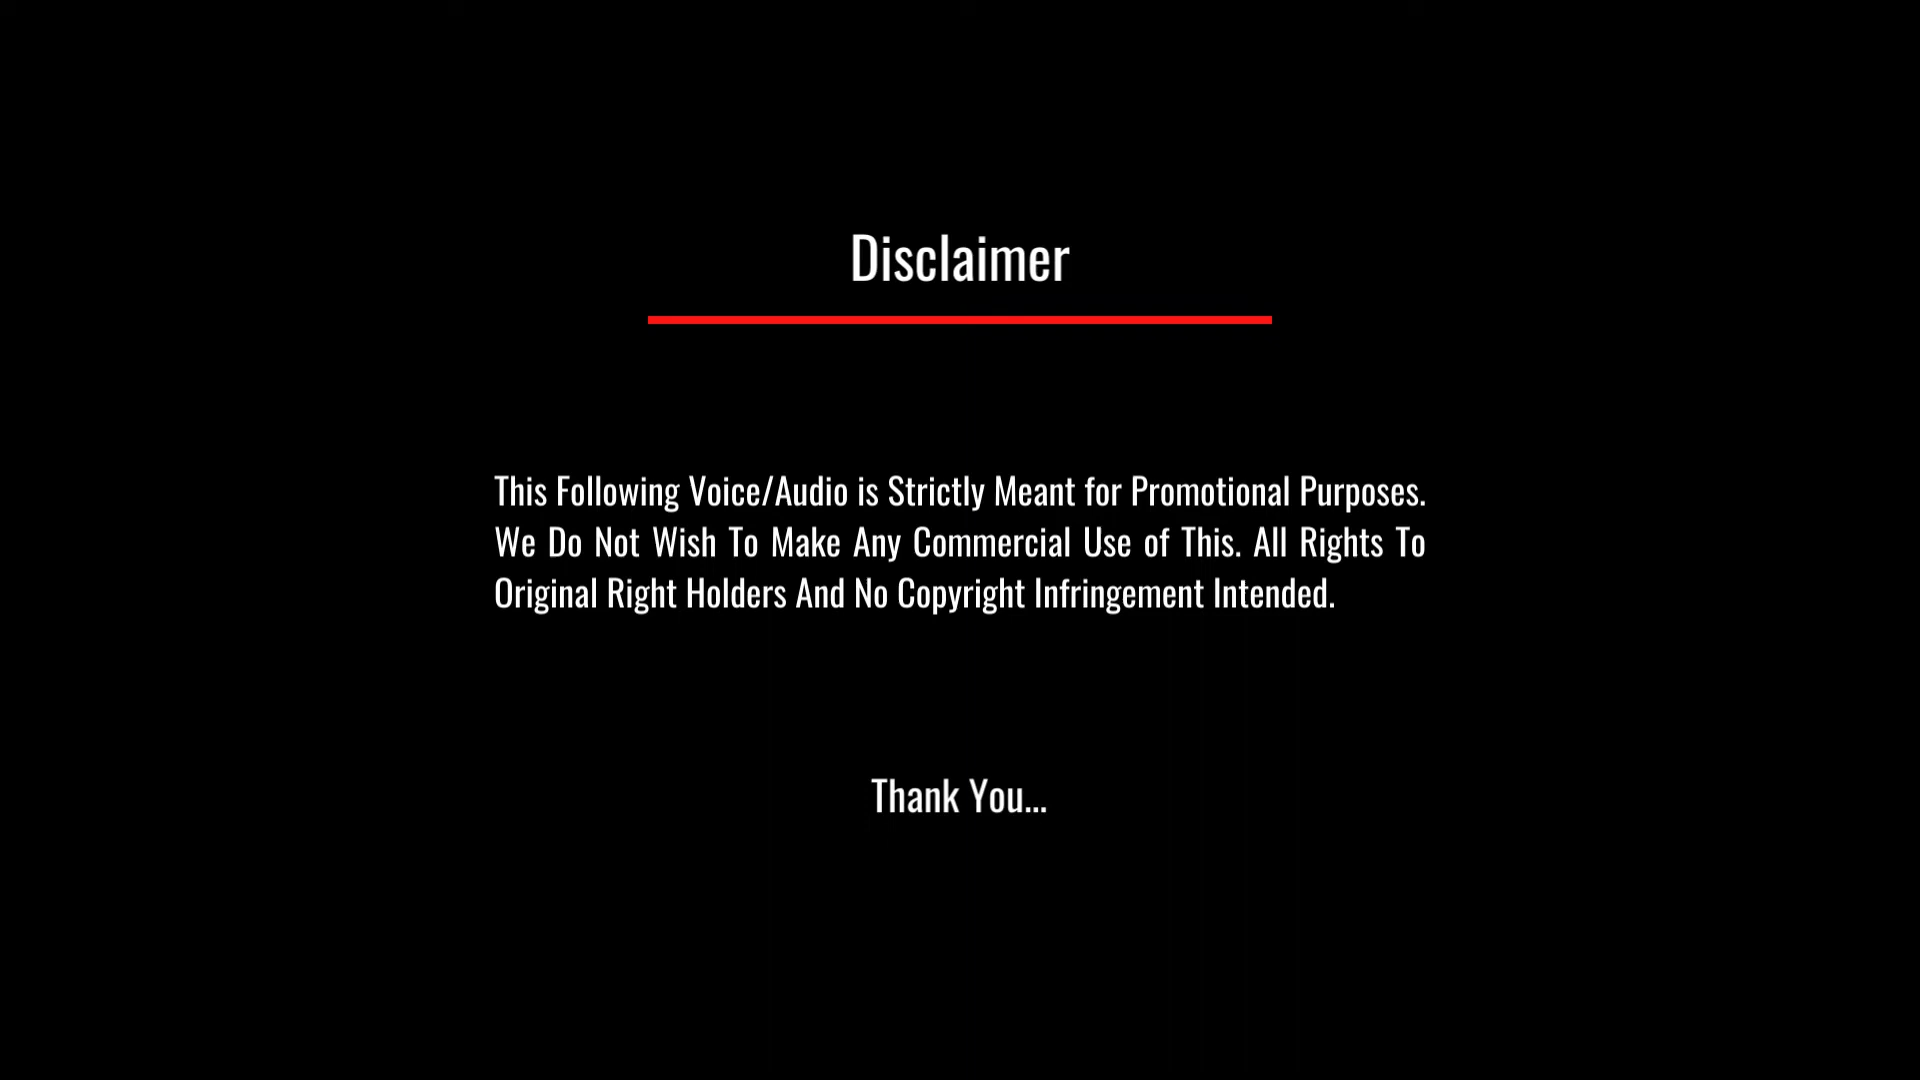 Disclaimer
This Following Voice/Audio is Strictly Meant for Promotional Purposes.
We Do Not Wish To Make Any Commercial Use of This. All Rights To
Original Right Holders And No Copyright Infringement Intended.
Thank You...